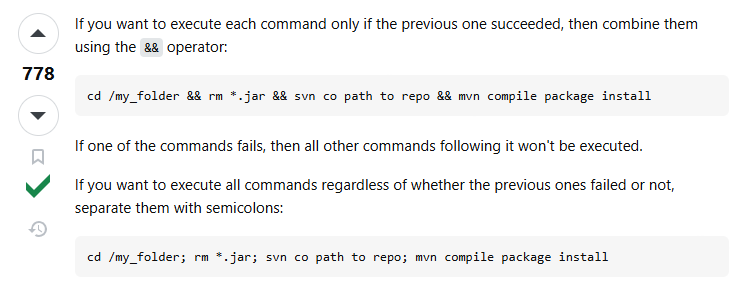 If you want to execute each command only if the previous one succeeded, then combine them
using the && operator:
778
cd /my_folder && rm *.jar && svn co path to repo && mvn compile package install
If one of the commands fails, then all other commands following it won't be executed.
If you want to execute all commands regardless of whether the previous ones failed or not,
separate them with semicolons:
cd /my_folder; rm *.jar; svn co path to repo; mvn compile package install